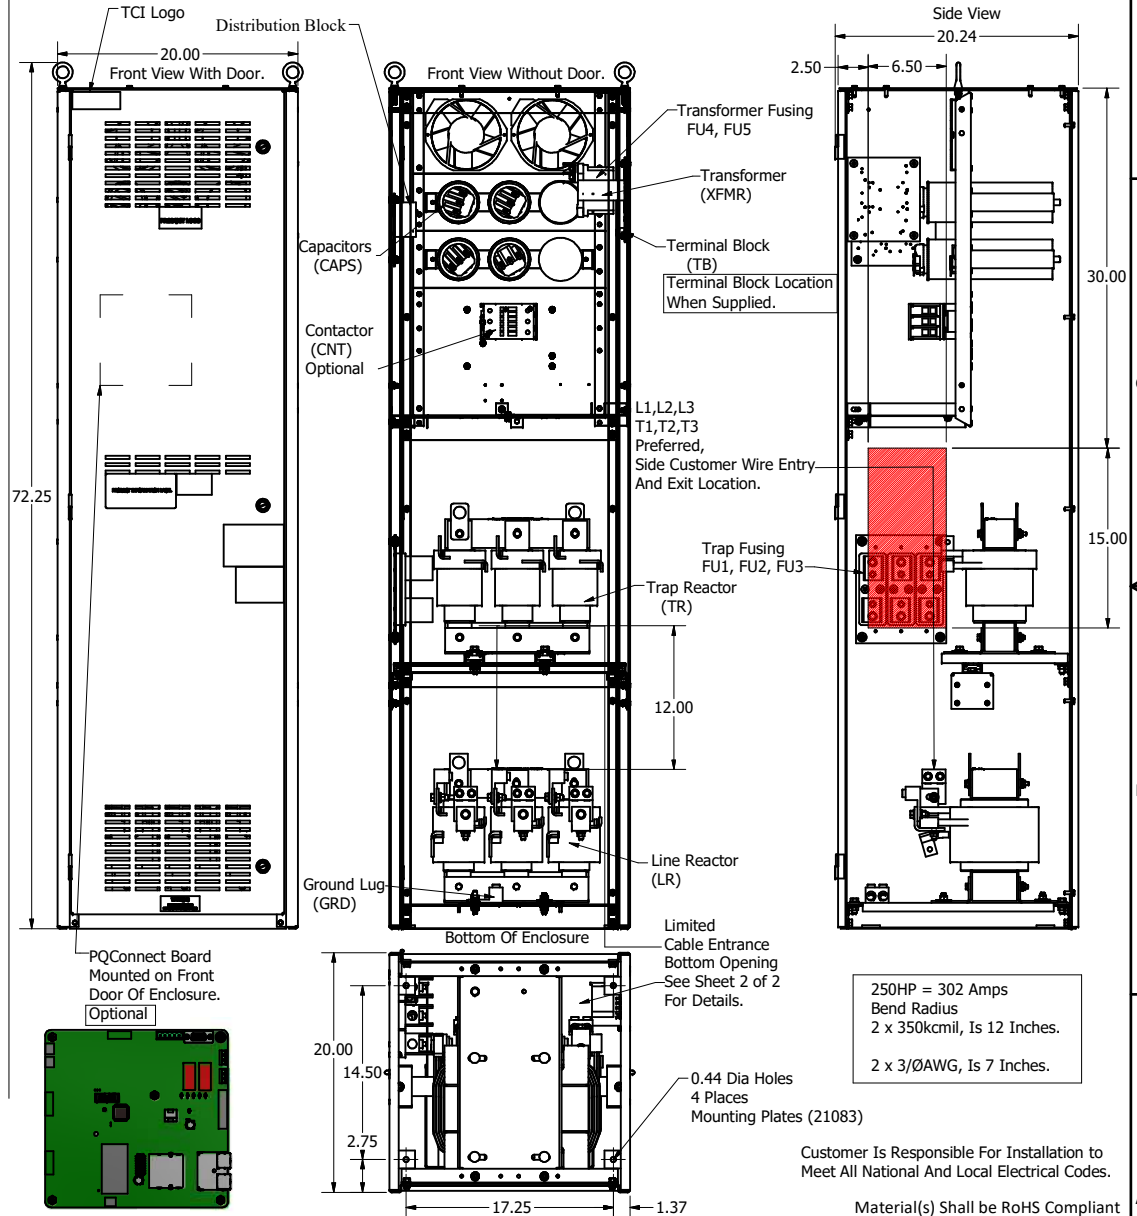 TCI Logo
Distribution Block
Side View
20.00
20.24
Front View With Door.
Front View Without Door.
2.50
6.50
Transformer Fusing
FU4, FU5
Transformer
(XFMR)
Capacitors
(CAPS)
Terminal Block
(TB)
Terminal Block Location
When Supplied.
30.00
Contactor
(CNT)
Optional
L1,L2,L3
T1,T2,T3
Preferred,
Side Customer Wire Entry
And Exit Location.
72.25
15.00
Trap Fusing
FU1, FU2, FU3
Trap Reactor
(TR)
12.00
Line Reactor
(LR)
Ground Lug
(GRD)
Bottom Of Enclosure
Limited
Cable Entrance
Bottom Opening
See Sheet 2 of 2
For Details.
PQConnect Board
Mounted on Front
Door Of Enclosure.
Optional
250HP = 302 Amps
Bend Radius
2 x 350kcmil, Is 12 Inches.
2 x 3/ØAWG, Is 7 Inches.
20.00
14.50
2.75
0.44 Dia Holes
4 Places
Mounting Plates (21083)
17.25
1.37
Customer Is Responsible For Installation to
Meet All National And Local Electrical Codes.
Material(s) Shall be RoHS Compliant